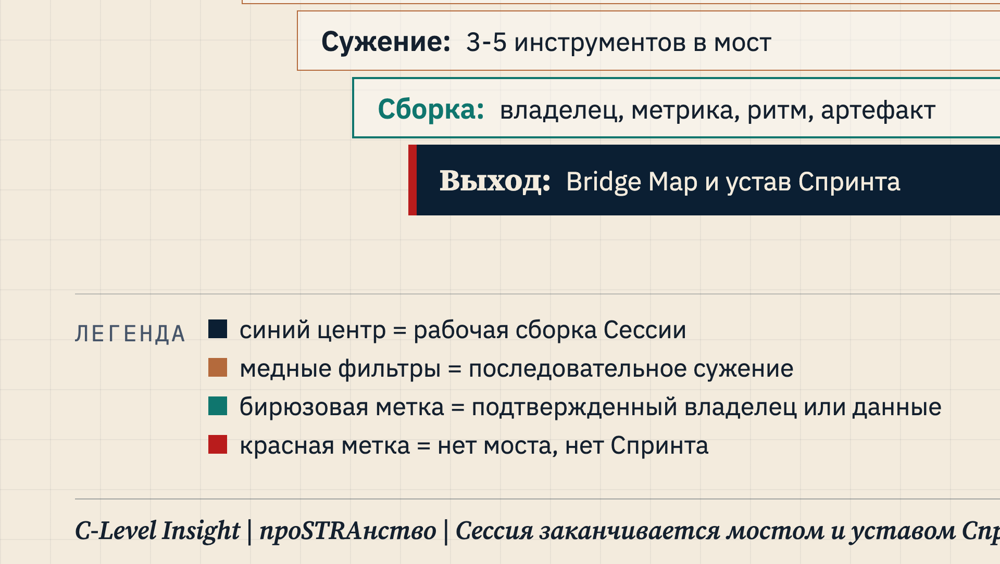 Сужение: 3-5 инструментов в мост
Сборка: владелец, метрика, ритм, артефакт
Выход: Bridge Map и устав Спринта
ЛЕГЕНДА
синий центр = рабочая сборка Сессии
медные фильтры = последовательное сужение
бирюзовая метка = подтвержденный владелец или данные
красная метка = нет моста, нет Спринта
C-Level Insight | проSTRAнство | Сессия заканчивается мостом и уставом